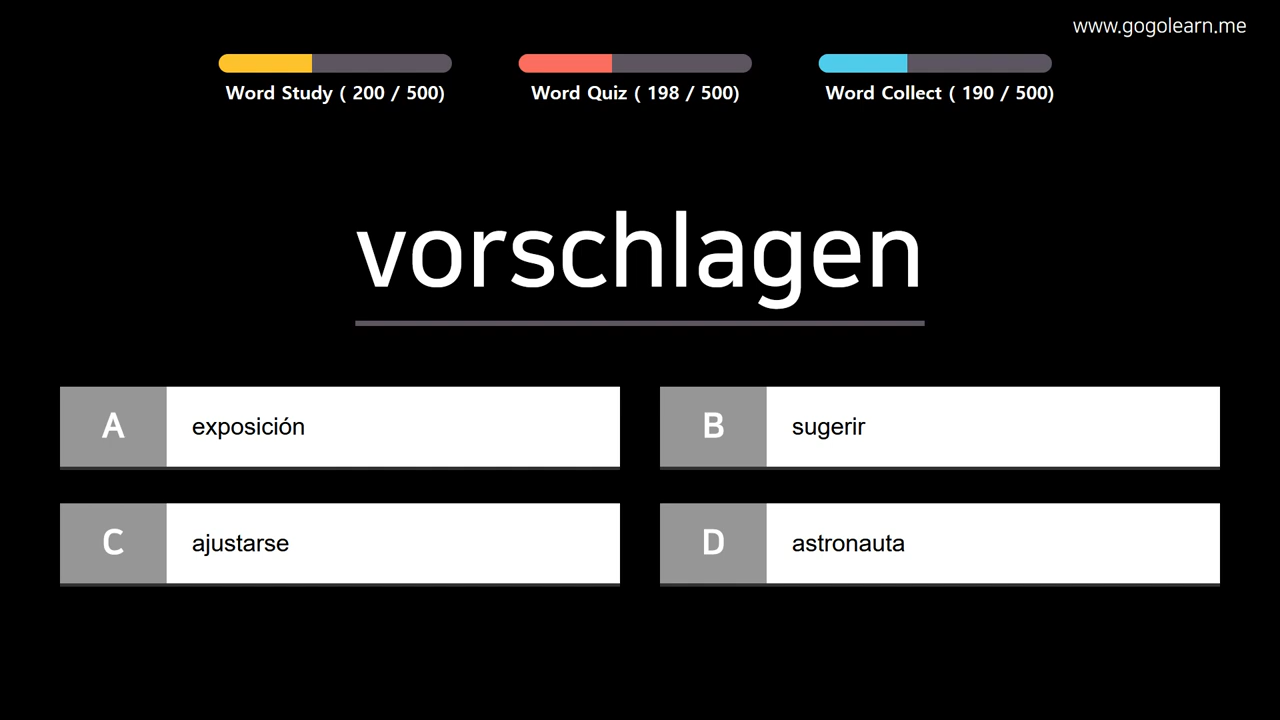 www.gogolearn.me
Word Study ( 200 / 500)
Word Quiz ( 198 / 500)
Word Collect ( 190 / 500)
vorschlagen
A exposición
B sugerir
C ajustarse
D astronauta